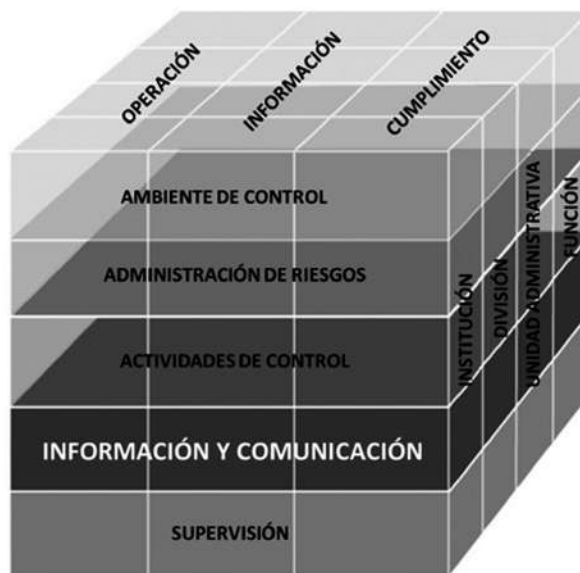 OPERACIÓN
INFORMACIÓN
CUMPLIMIENTO
AMBIENTE DE CONTROL
ADMINISTRACIÓN DE RIESGOS
ACTIVIDADES DE CONTROL
INFORMACIÓN Y COMUNICACIÓN
SUPERVISIÓN
INSTITUCIÓN
DIVISIÓN
UNIDAD ADMINISTRATIVA
FUNCIÓN